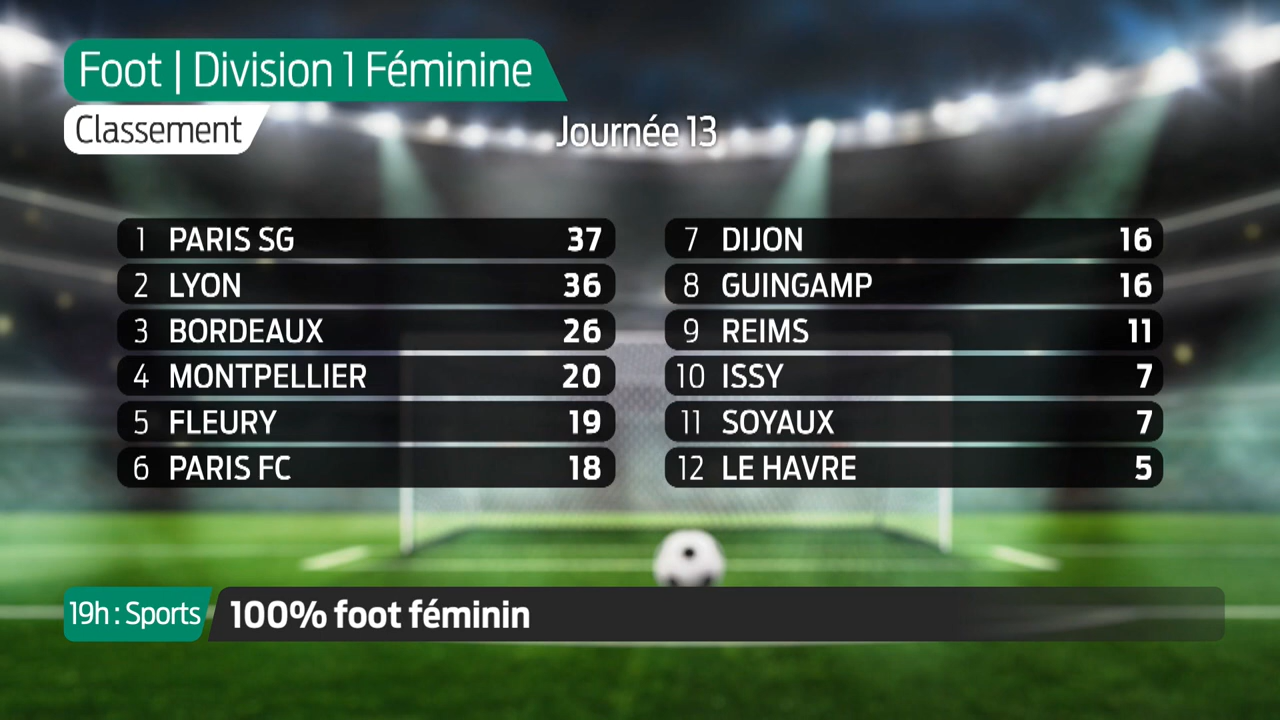 Foot | Division 1 Féminine
Classement
Journée 13
1 PARIS SG 37
2 LYON 36
3 BORDEAUX 26
4 MONTPELLIER 20
5 FLEURY 19
6 PARIS FC 18
7 DIJON 16
8 GUINGAMP 16
9 REIMS 11
10 ISSY 7
11 SOYAUX 7
12 LE HAVRE 5
19h : Sports
100% foot féminin